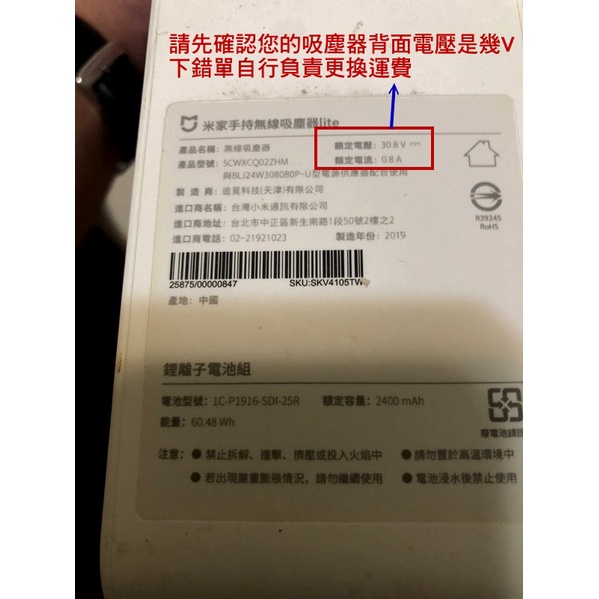 請先確認您的吸塵器背面電壓是幾V
下錯單自行負責更換運費
米家手持無線吸塵器lite
產品名稱：無線吸塵器 額定電壓：30.8 V
產品型號：SCWXCQ02ZHM 額定電流：0.8 A
與BLJ24W308080P-U型電源供應器配合使用
製 造 商：追覓科技(天津)有限公司
進口商名稱：台灣小米通訊有限公司
進口商地址：台北市中正區新生南路1段50號2樓之2
進口商電話：02-21921023 製造年份：2019
R39245
RoHS
25875/00000847 SKU:SKV4105TW
產地：中國
鋰離子電池組
電池型號：1C-P1916-SDI-25R 額定容量：2400 mAh
能量：60.48 Wh
廢電池請回
注意：● 禁止拆解、撞擊、擠壓或投入火焰中 ● 請勿置於高溫環境中
● 若出現嚴重膨脹情況，請勿繼續使用 ● 電池浸水後禁止使用